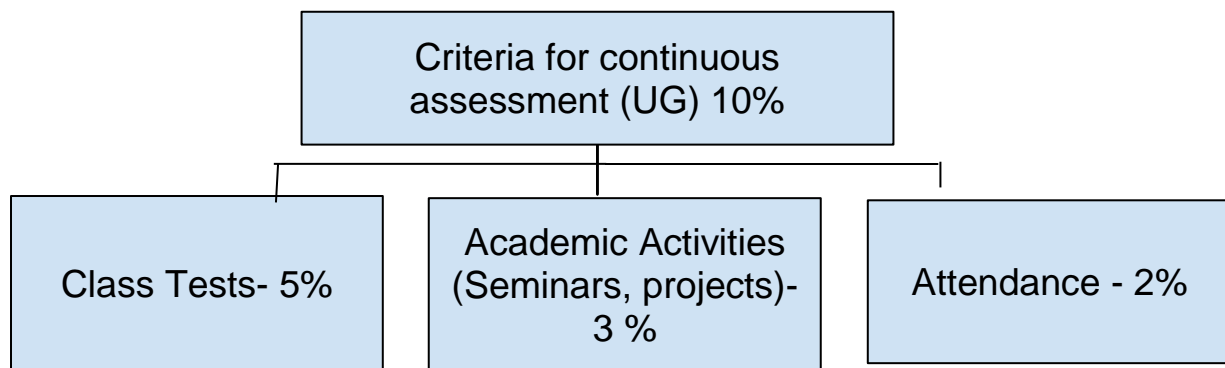 Criteria for continuous
assessment (UG) 10%
Class Tests- 5%
Academic Activities
(Seminars, projects)-
3 %
Attendance - 2%